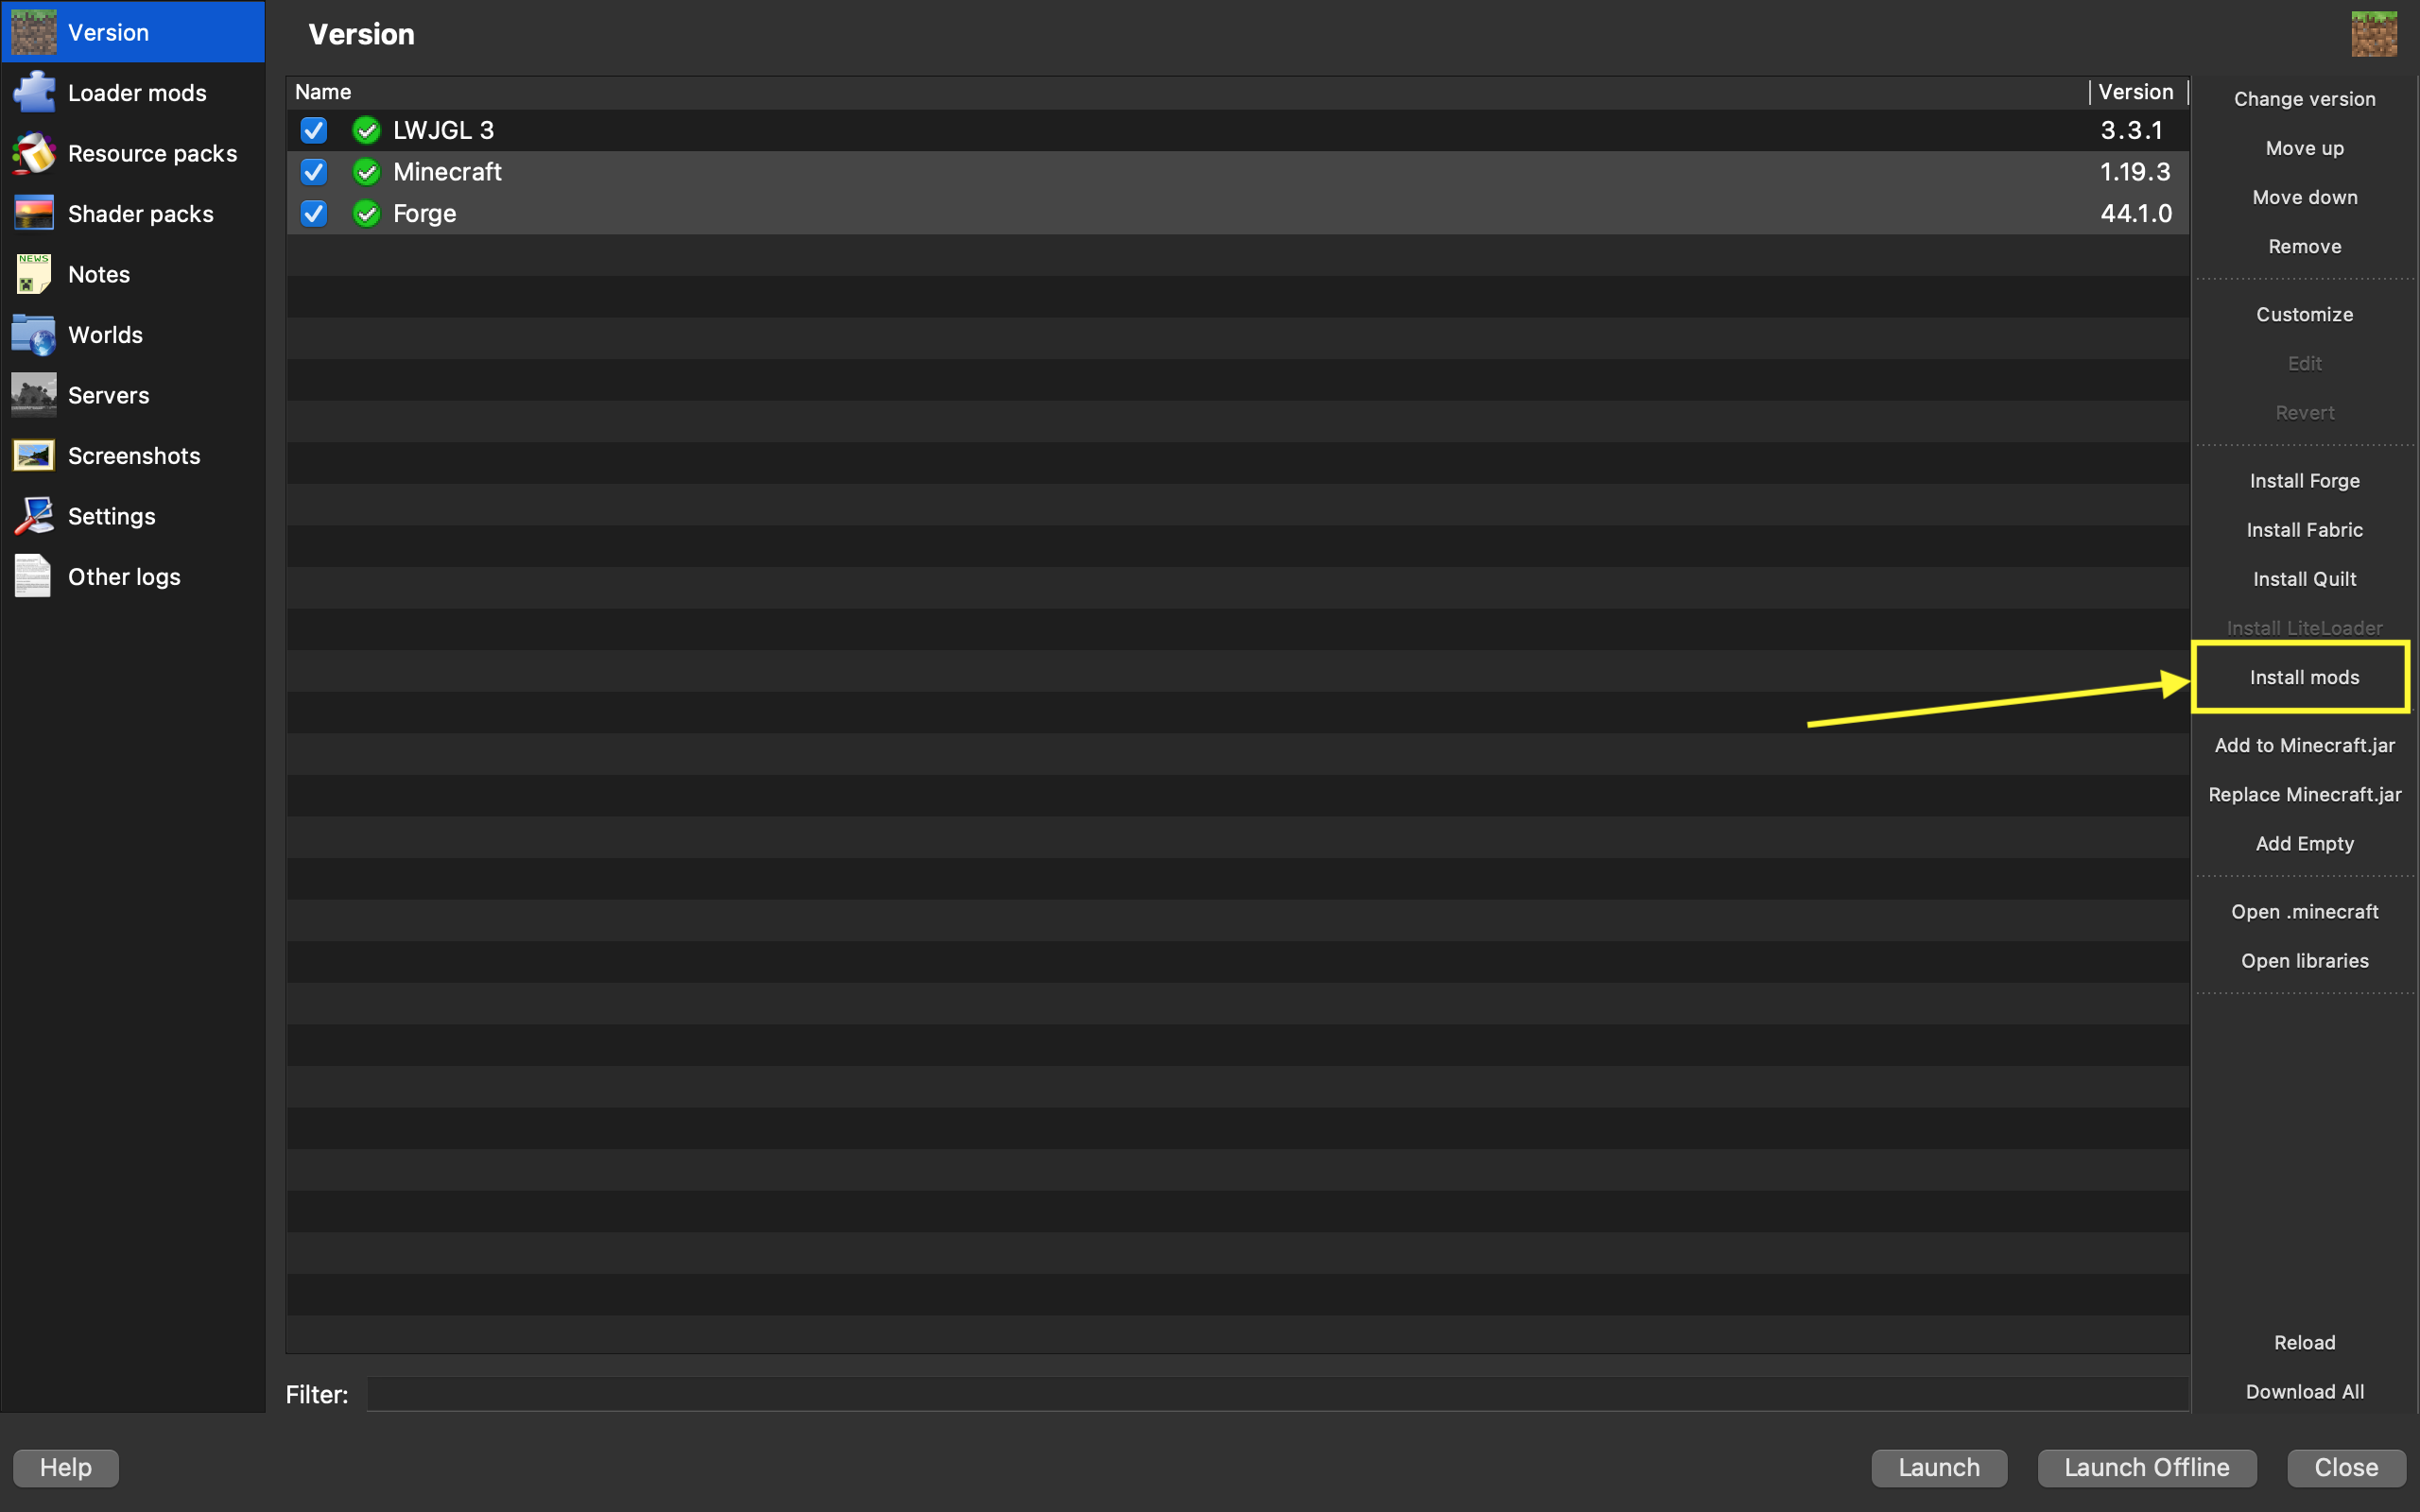 Version
Loader mods
Resource packs
Shader packs
NEWS
Notes
Worlds
Servers
Screenshots
Settings
Other logs
Version
Name Version
LWJGL 3 3.3.1
Minecraft 1.19.3
Forge 44.1.0
Filter:
Change version
Move up
Move down
Remove
Customize
Edit
Revert
Install Forge
Install Fabric
Install Quilt
Install LiteLoader
Install mods
Add to Minecraft.jar
Replace Minecraft.jar
Add Empty
Open .minecraft
Open libraries
Reload
Download All
Help
Launch
Launch Offline
Close